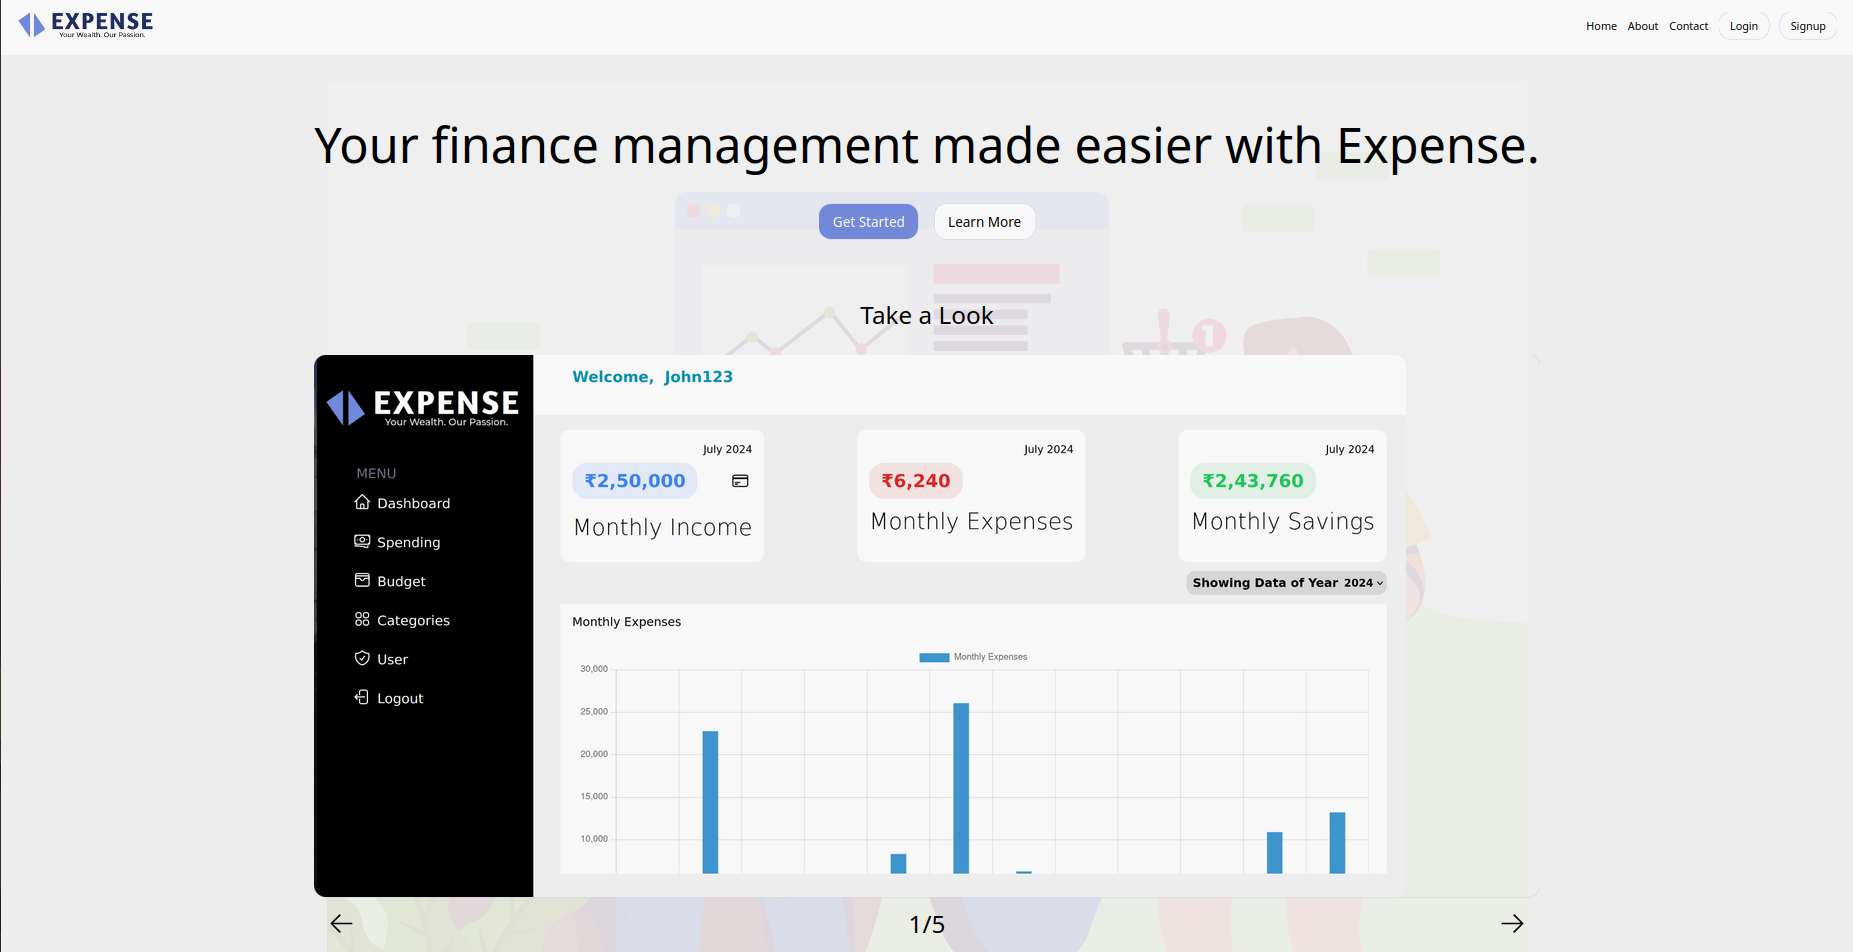 EXPENSE
Your Wealth. Our Passion.
Home About Contact Login Signup
Your finance management made easier with Expense.
Get Started Learn More
1
Take a Look
EXPENSE
Your Wealth. Our Passion.
MENU
Dashboard
Spending
Budget
Categories
User
Logout
Welcome, John123
July 2024
₹2,50,000
Monthly Income
July 2024
₹6,240
Monthly Expenses
July 2024
₹2,43,760
Monthly Savings
Showing Data of Year 2024
Monthly Expenses
Monthly Expenses
30,000
25,000
20,000
15,000
10,000
1/5